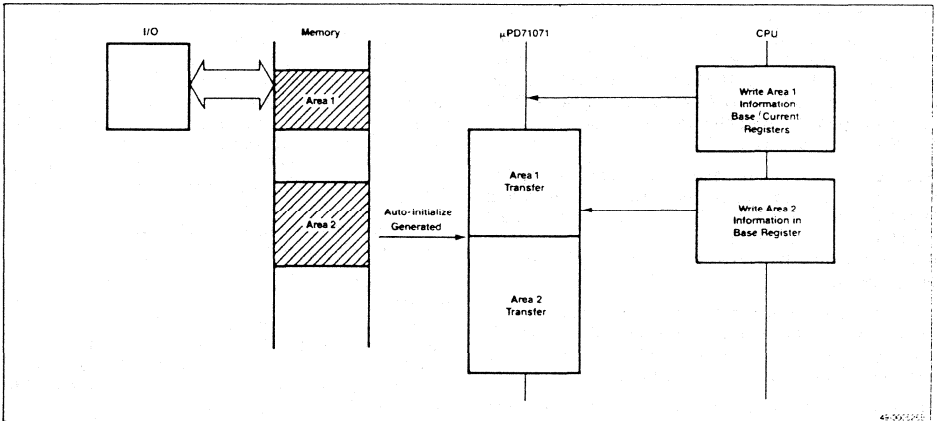 I/O
Memory
μPD71071
CPU
Area 1
Write Area 1
Information
Base/Current
Registers
Area 1
Transfer
Area 2
Auto-Initialize
Generated
Write Area 2
Information in
Base Register
Area 2
Transfer